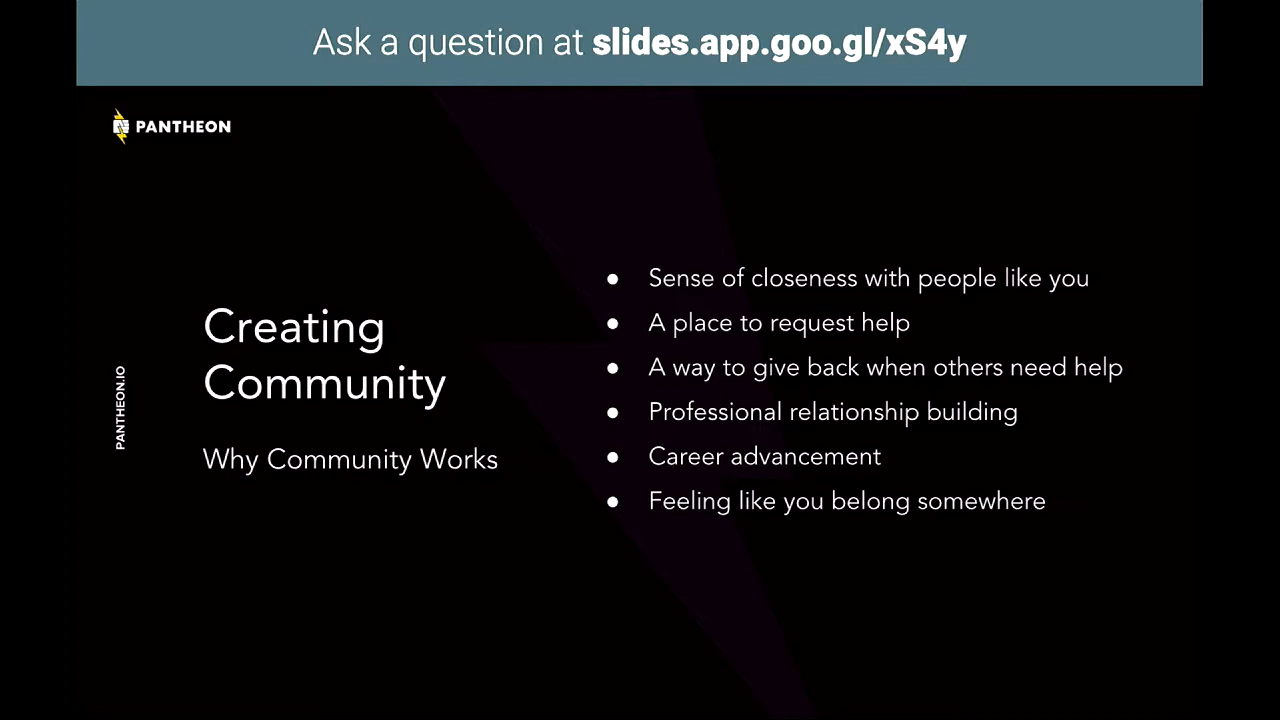 Ask a question at slides.app.goo.gl/xS4y
PANTHEON
PANTHEON.IO
Creating
Community
Why Community Works
● Sense of closeness with people like you
● A place to request help
● A way to give back when others need help
● Professional relationship building
● Career advancement
● Feeling like you belong somewhere